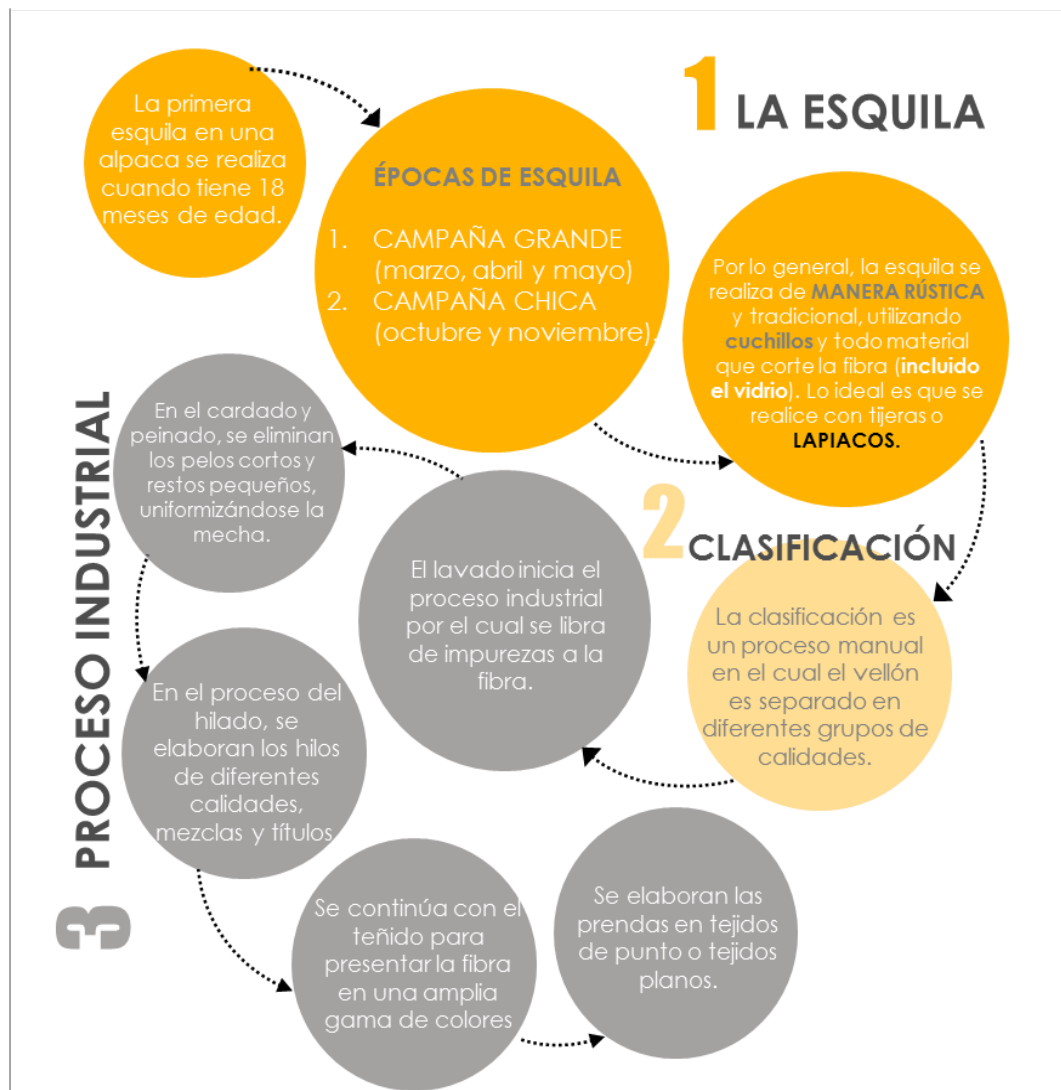 1 LA ESQUILA
La primera
esquila en una
alpaca se realiza
cuando tiene 18
meses de edad.
ÉPOCAS DE ESQUILA
1. CAMPAÑA GRANDE
(marzo, abril y mayo)
2. CAMPAÑA CHICA
(octubre y noviembre).
Por lo general, la esquila se
realiza de MANERA RÚSTICA
y tradicional, utilizando
cuchillos y todo material
que corte la fibra (incluido
el vidrio). Lo ideal es que se
realice con tijeras o
LAPIACOS.
2 CLASIFICACIÓN
La clasificación es
un proceso manual
en el cual el vellón
es separado en
diferentes grupos de
calidades.
3 PROCESO INDUSTRIAL
El lavado inicia el
proceso industrial
por el cual se libra
de impurezas a la
fibra.
En el cardado y
peinado, se eliminan
los pelos cortos y
restos pequeños,
uniformizándose la
mecha.
En el proceso del
hilado, se
elaboran los hilos
de diferentes
calidades,
mezclas y títulos
Se continúa con el
teñido para
presentar la fibra
en una amplia
gama de colores
Se elaboran las
prendas en tejidos
de punto o tejidos
planos.